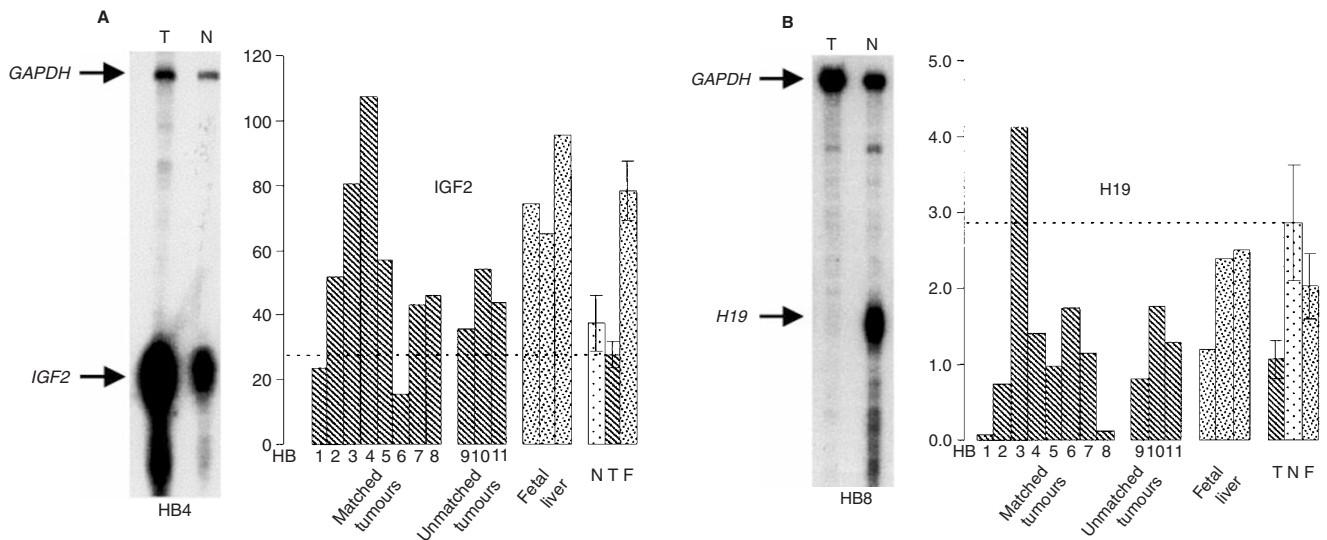 A
T N
GAPDH
IGF2
HB4
120
100
80
60
40
20
0
IGF2
HB 1 2 3 4 5 6 7 8 9 10 11
Matched
tumours
Unmatched
tumours
Fetal
liver
N T F
B
T N
GAPDH
H19
HB8
5.0
4.0
3.0
2.0
1.0
0.0
H19
HB 1 2 3 4 5 6 7 8 9 10 11
Matched
tumours
Unmatched
tumours
Fetal
liver
T N F